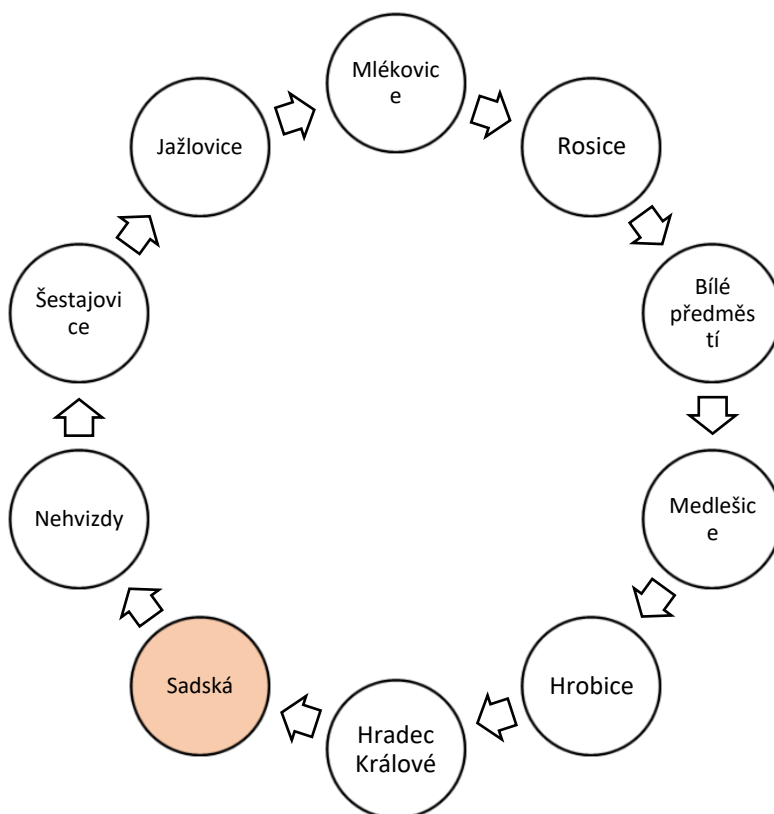 Mlékovic
e
Rosice
Bílé
předměs
tí
Medlešic
e
Hrobice
Hradec
Králové
Sadská
Nehvizdy
Šestajovi
ce
Jažlovice